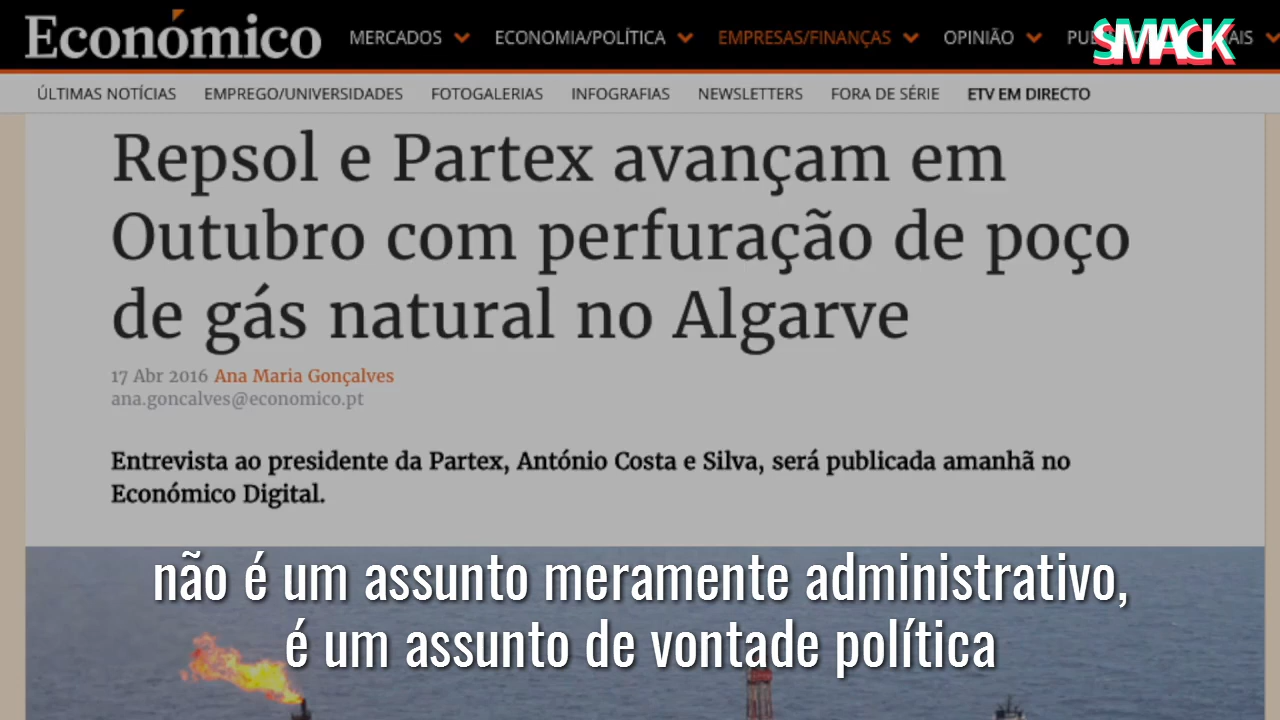 Económico
MERCADOS ECONOMIA/POLÍTICA EMPRESAS/FINANÇAS OPINIÃO
SMACK
ÚLTIMAS NOTÍCIAS EMPREGO/UNIVERSIDADES FOTOGALERIAS INFOGRAFIAS NEWSLETTERS FORA DE SÉRIE ETV EM DIRECTO
Repsol e Partex avançam em
Outubro com perfuração de poço
de gás natural no Algarve
17 Abr 2016 Ana Maria Gonçalves
ana.goncalves@economico.pt
Entrevista ao presidente da Partex, António Costa e Silva, será publicada amanhã no
Económico Digital.
não é um assunto meramente administrativo,
é um assunto de vontade política